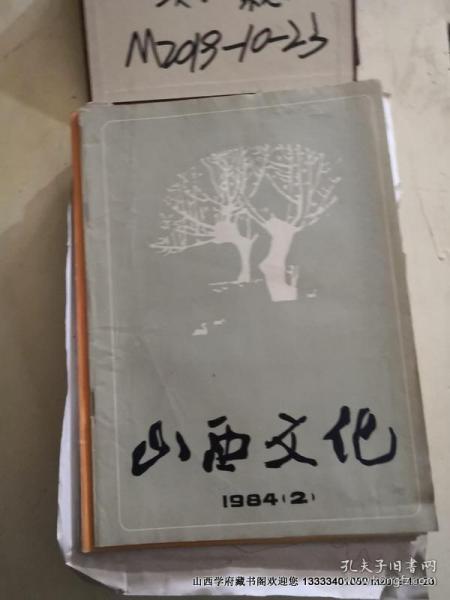 M2019-10-23
山西文化
1984(2)
孔夫子旧书网
山西学府藏书阁欢迎您